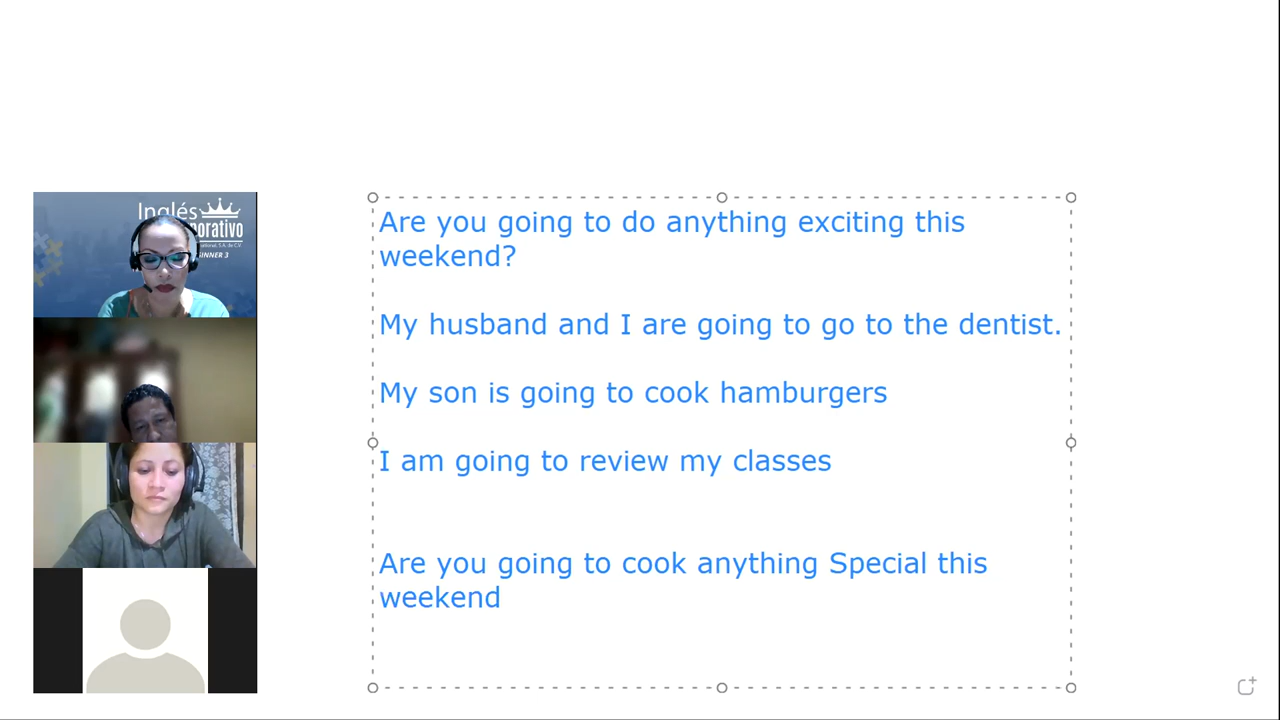 Inglés
Are you going to do anything exciting this
weekend?
My husband and I are going to go to the dentist.
My son is going to cook hamburgers
I am going to review my classes
Are you going to cook anything Special this
weekend